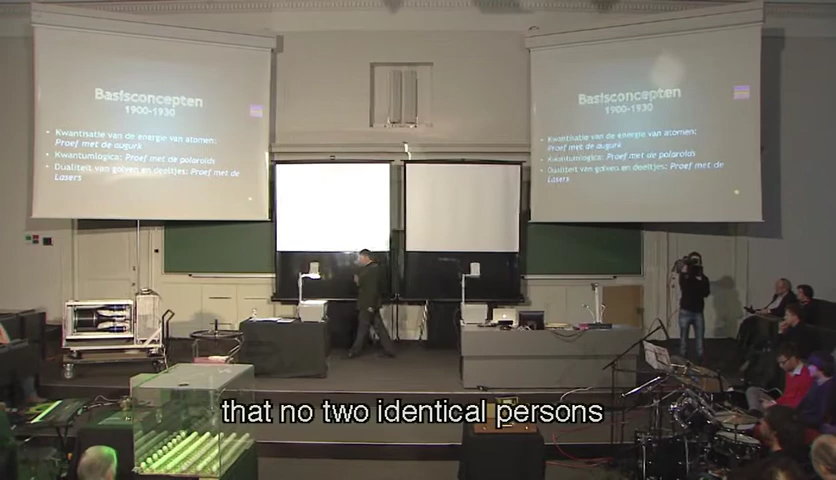 Basisconcepten
1900-1930
• Kwantisatie van de energie van atomen:
Proef met de augurk
• Kwantumlogica: Proef met de polaroids
• Dualiteit van golven en deeltjes: Proef met de
Lasers
Basisconcepten
1900-1930
• Kwantisatie van de energie van atomen:
Proef met de augurk
• Kwantumlogica: Proef met de polaroids
• Dualiteit van golven en deeltjes: Proef met de
Lasers
that no two identical persons